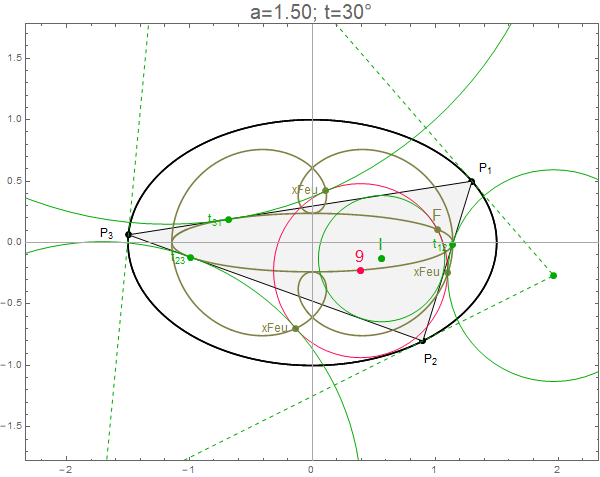 a=1.50; t=30°
1.5
1.0
P₁
0.5
xFeu
t₃₁
F
P₃
0.0
t₁₂
I
t₂₃
9
xFeu
-0.5
xFeu
P₂
-1.0
-1.5
-2
-1
0
1
2